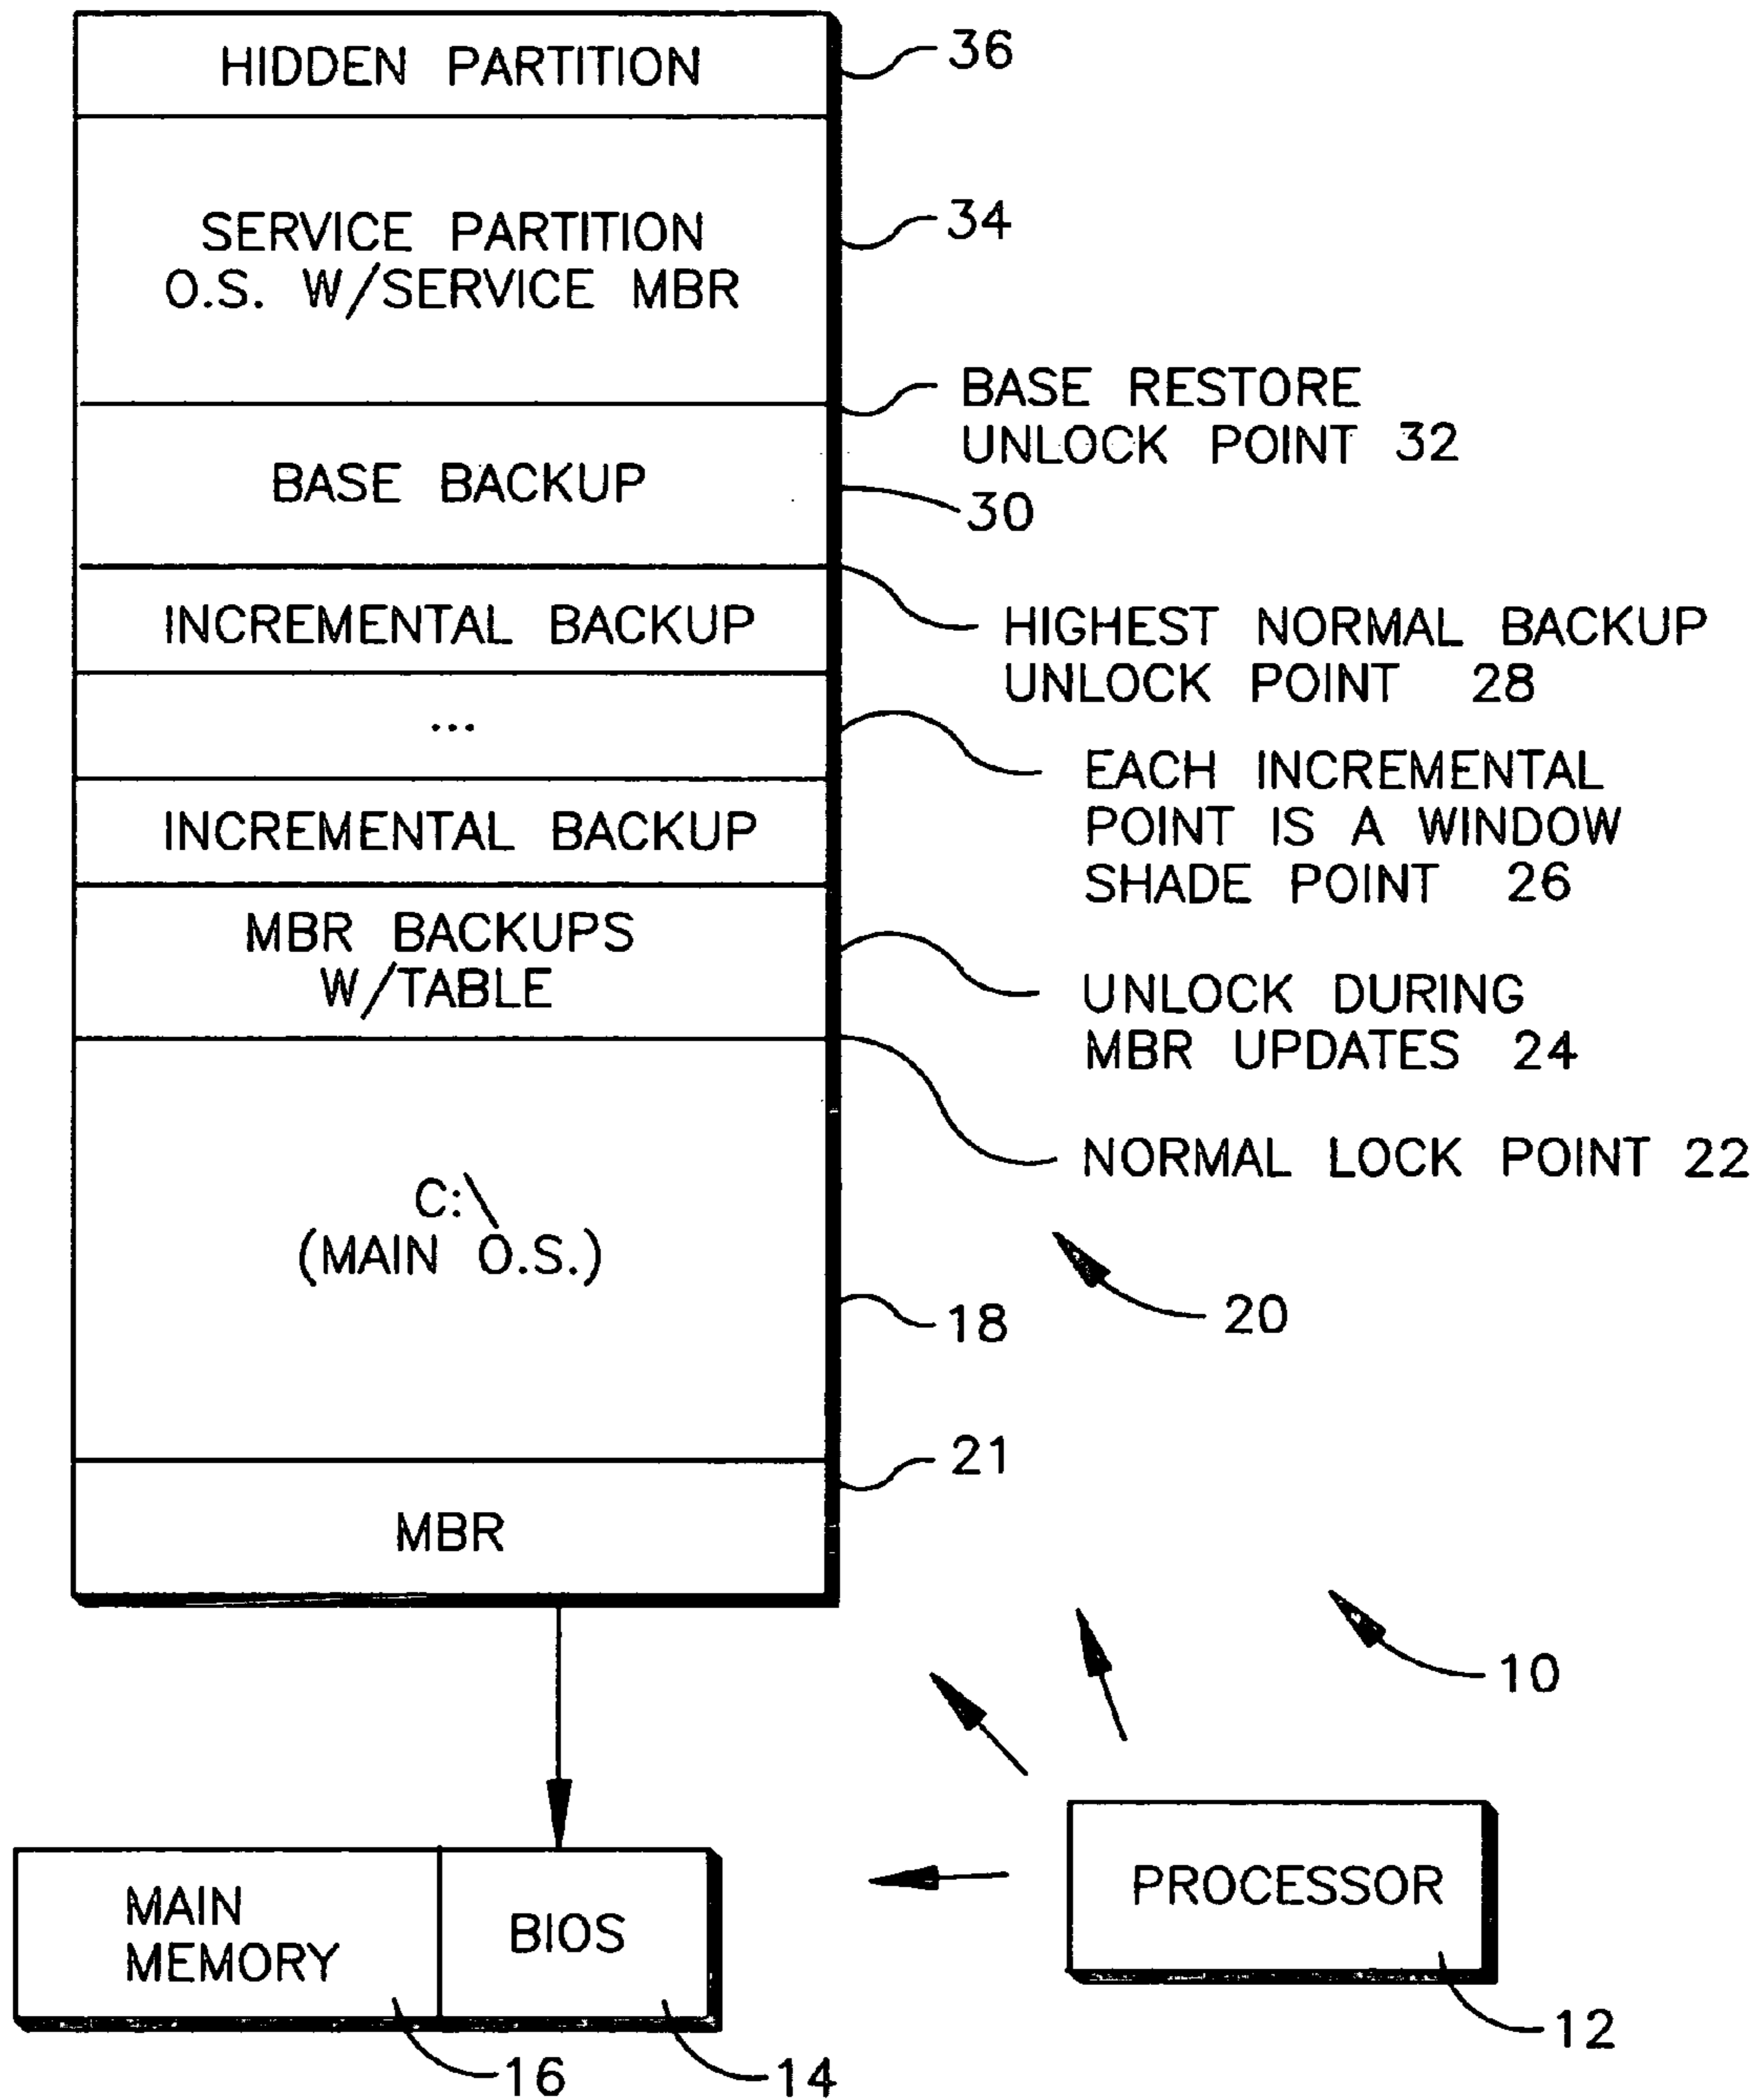 HIDDEN PARTITION
36
SERVICE PARTITION
O.S. W/SERVICE MBR
34
BASE RESTORE
UNLOCK POINT 32
BASE BACKUP
30
INCREMENTAL BACKUP
HIGHEST NORMAL BACKUP
UNLOCK POINT 28
...
EACH INCREMENTAL
POINT IS A WINDOW
SHADE POINT 26
INCREMENTAL BACKUP
MBR BACKUPS
W/TABLE
UNLOCK DURING
MBR UPDATES 24
NORMAL LOCK POINT 22
C:\
(MAIN O.S.)
20
18
21
MBR
10
MAIN
MEMORY
BIOS
PROCESSOR
12
16
14